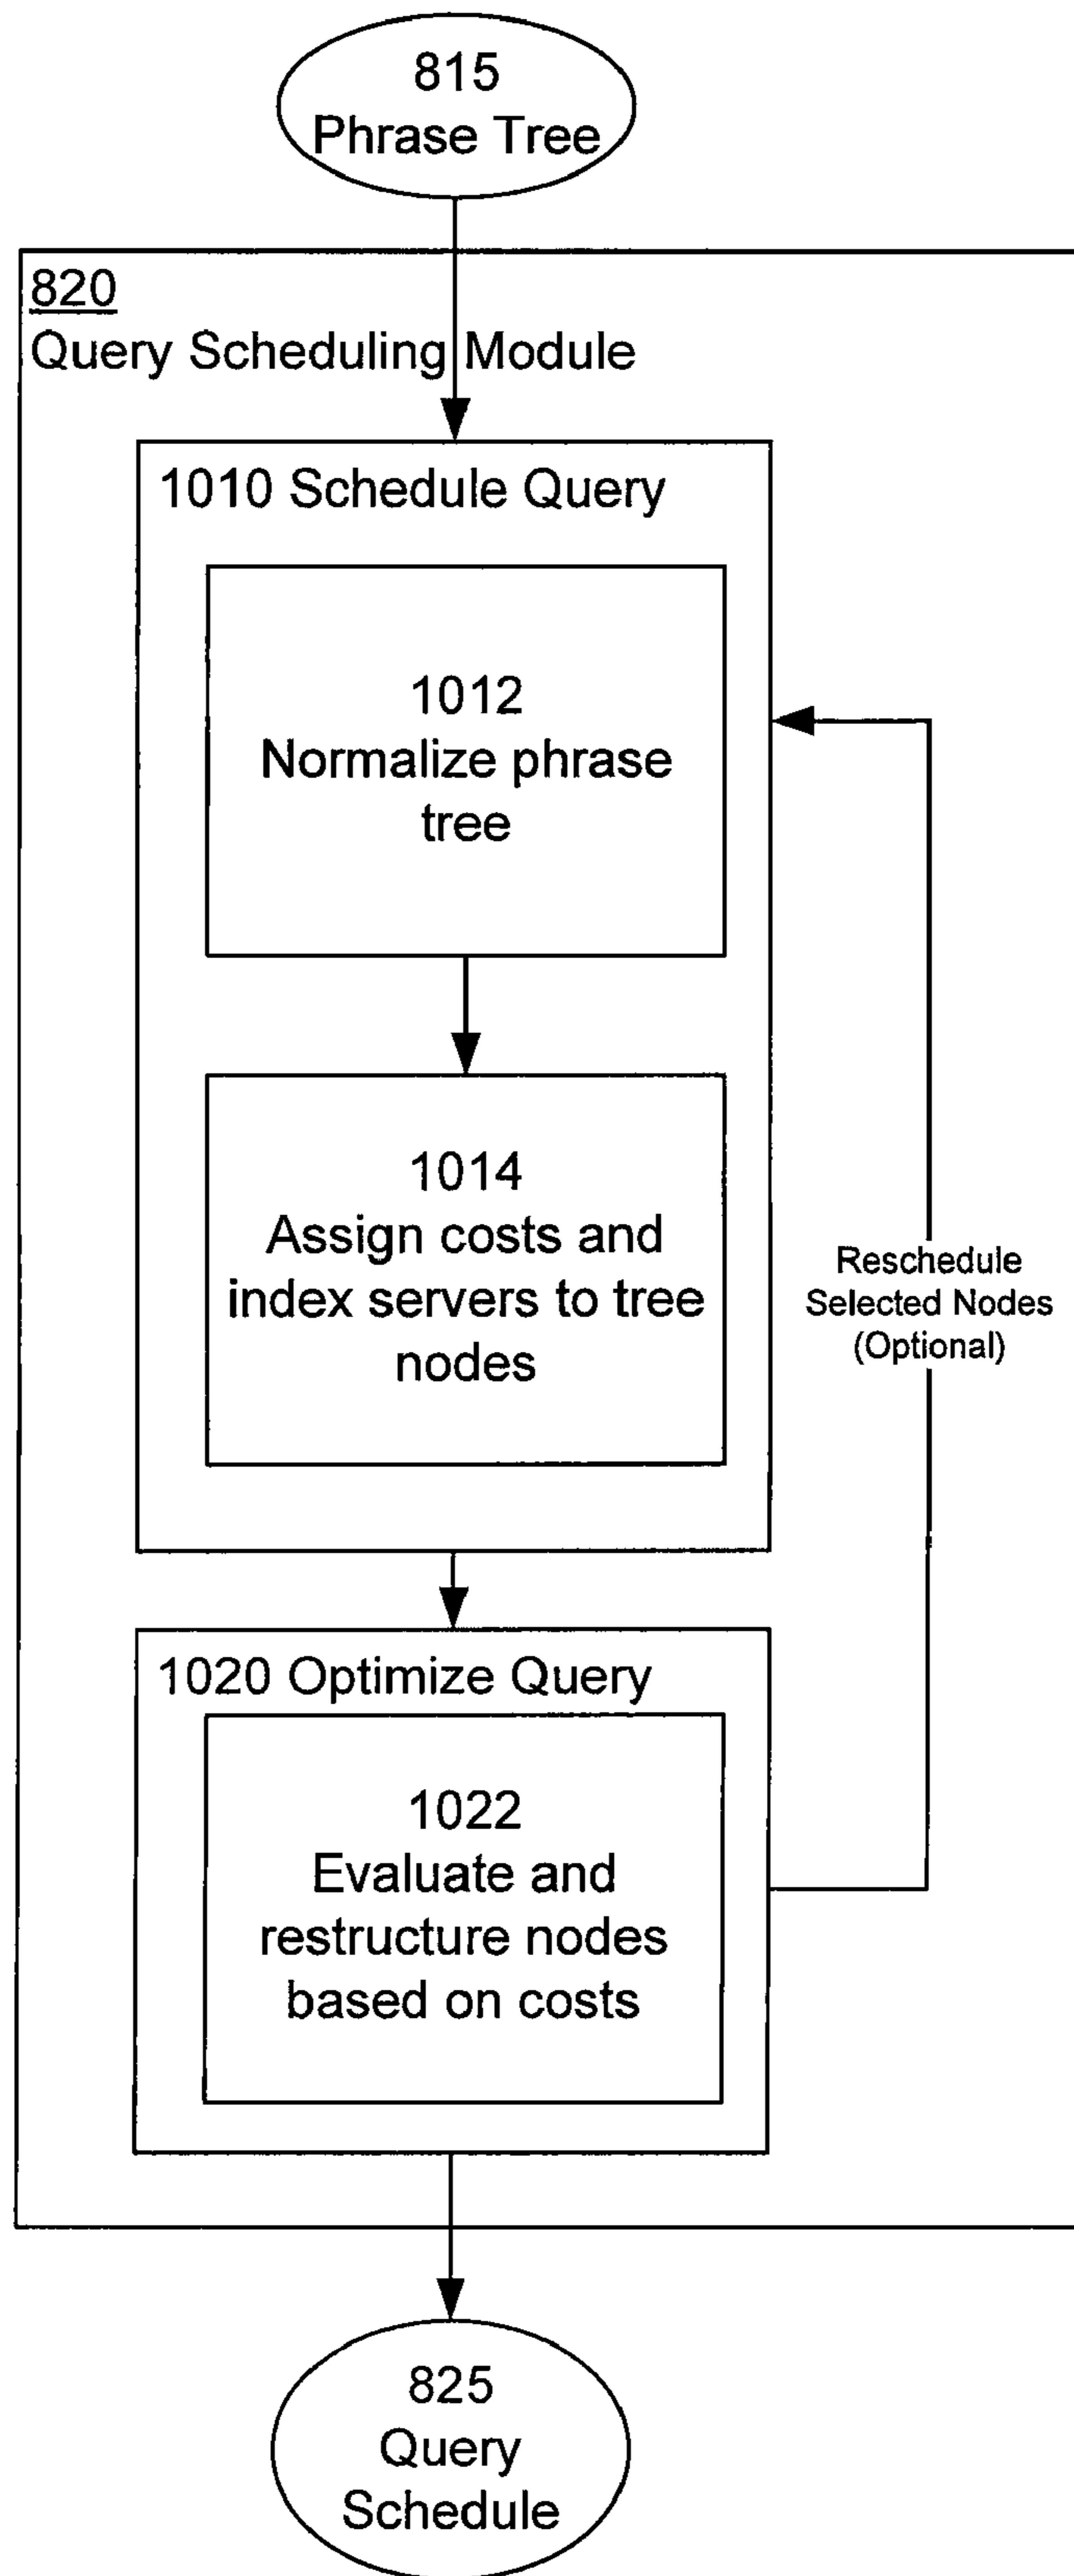 815
Phrase Tree
820
Query Scheduling Module
1010 Schedule Query
1012
Normalize phrase
tree
1014
Assign costs and
index servers to tree
nodes
Reschedule
Selected Nodes
(Optional)
1020 Optimize Query
1022
Evaluate and
restructure nodes
based on costs
825
Query
Schedule